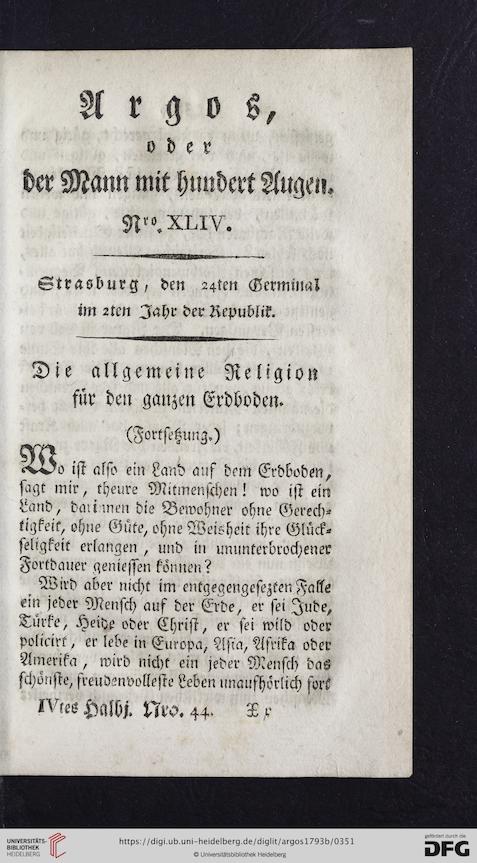 Argos,
oder
der Mann mit hundert Augen.
Nro. XLIV.
Strasburg, den 24ten Germinal
im 2ten Jahr der Republik.
Die allgemeine Religion
für den ganzen Erdboden.
(Fortsetzung.)
Wo ist also ein Land auf dem Erdboden,
sagt mir, theure Mitmenschen! wo ist ein
Land, darinnen die Bewohner ohne Gerech-
tigkeit, ohne Güte, ohne Weisheit ihre Glück-
seligkeit erlangen, und in ununterbrochener
Fortdauer geniessen können?
Wird aber nicht im entgegengesezten Falle
ein jeder Mensch auf der Erde, er sei Jude,
Türke, Heide oder Christ, er sei wild oder
policirt, er lebe in Europa, Asia, Afrika oder
Amerika, wird nicht ein jeder Mensch das
schönste, freudenvolleste Leben unaufhörlich fort
IVtes Halbj. Nro. 44. Xx
UNIVERSITÄTS-
BIBLIOTHEK
HEIDELBERG
https://digi.ub.uni-heidelberg.de/diglit/argos1793b/0351
© Universitätsbibliothek Heidelberg
gefördert durch die
DFG